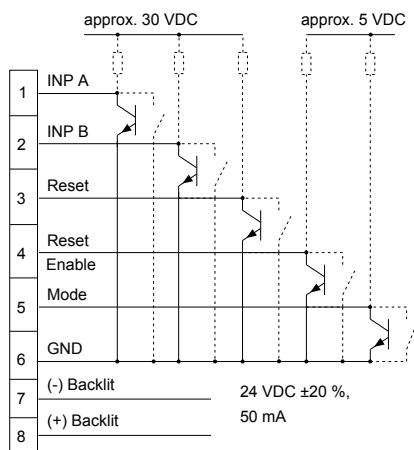 approx. 30 VDC
approx. 5 VDC
1 INP A
2 INP B
3 Reset
4 Reset
Enable
5 Mode
6 GND
7 (-) Backlit
8 (+) Backlit
24 VDC ±20 %,
50 mA